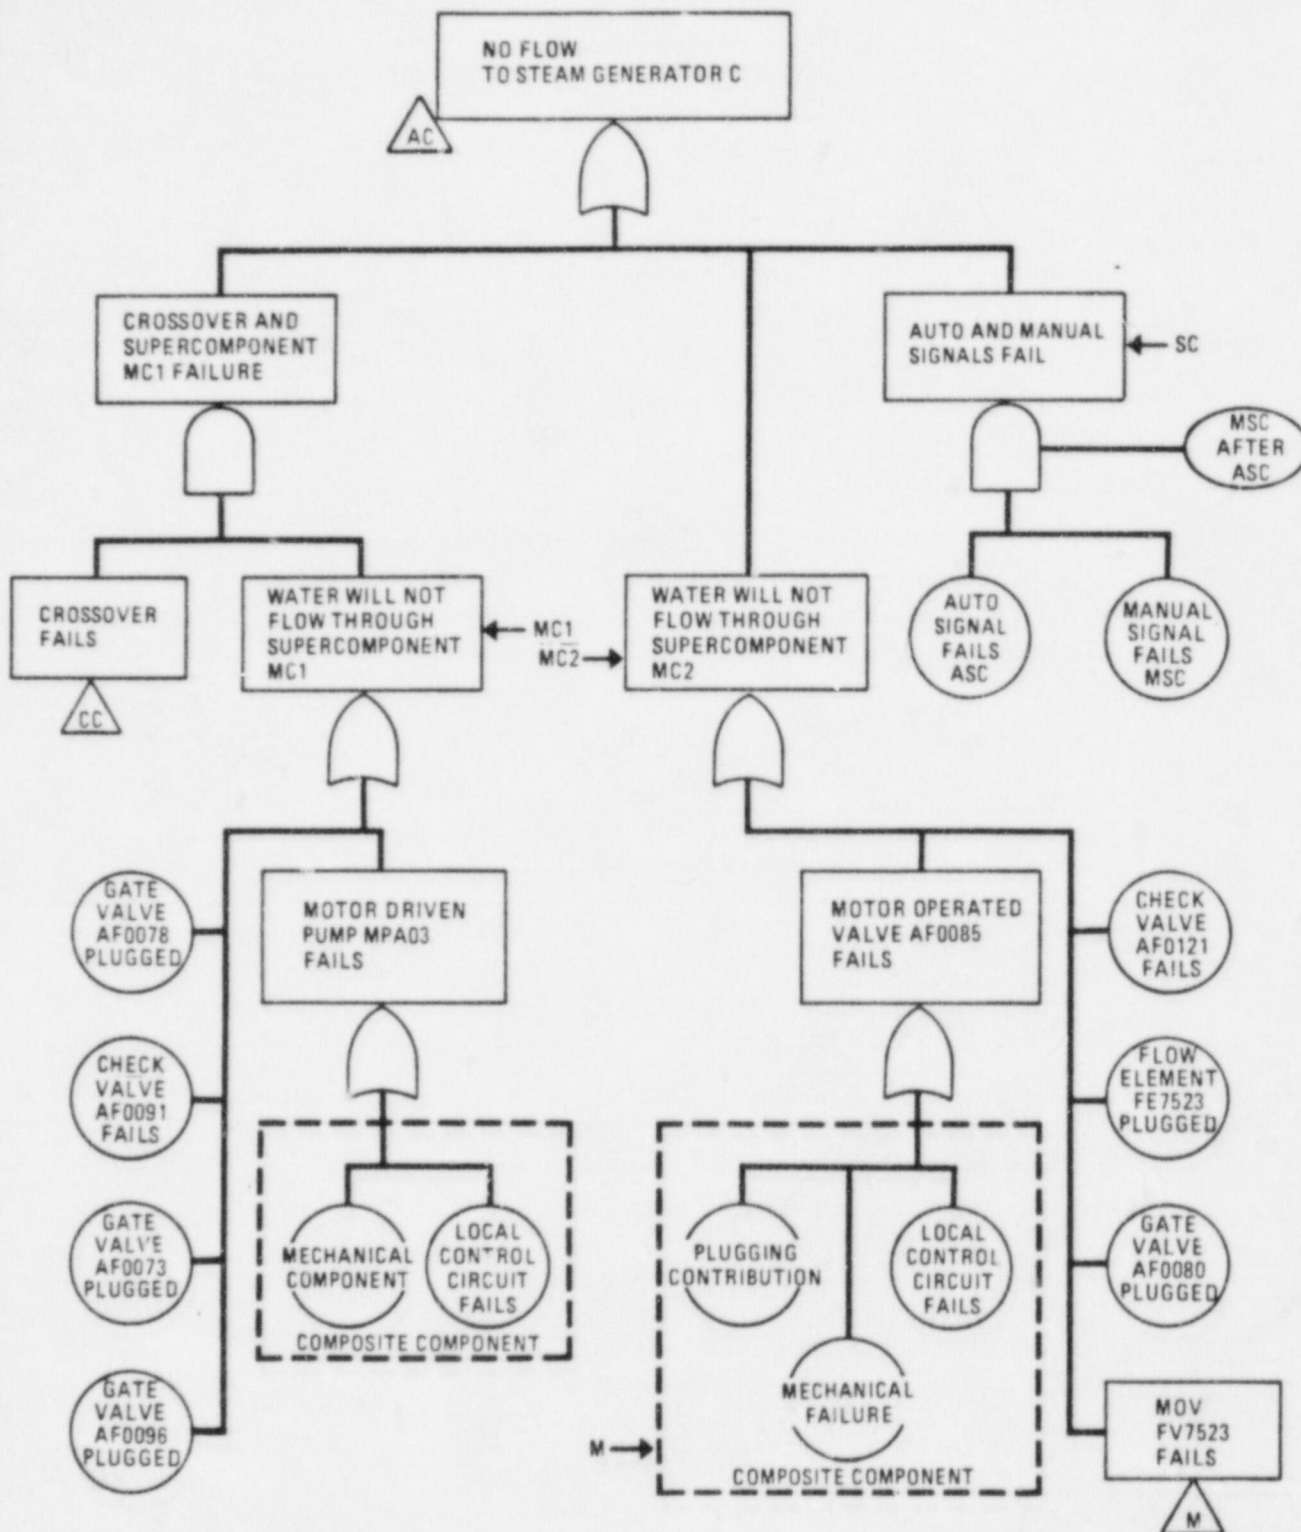 NO FLOW
TO STEAM GENERATOR C
AC
CROSSOVER AND
SUPERCOMPONENT
MC1 FAILURE
AUTO AND MANUAL
SIGNALS FAIL
SC
MSC
AFTER
ASC
CROSSOVER
FAILS
CC
WATER WILL NOT
FLOW THROUGH
SUPERCOMPONENT
MC1
MC1
MC2
WATER WILL NOT
FLOW THROUGH
SUPERCOMPONENT
MC2
AUTO
SIGNAL
FAILS
ASC
MANUAL
SIGNAL
FAILS
MSC
GATE
VALVE
AF0078
PLUGGED
MOTOR DRIVEN
PUMP MPA03
FAILS
MOTOR OPERATED
VALVE AF0085
FAILS
CHECK
VALVE
AF0121
FAILS
CHECK
VALVE
AF0091
FAILS
FLOW
ELEMENT
FE7523
PLUGGED
GATE
VALVE
AF0073
PLUGGED
MECHANICAL
COMPONENT
LOCAL
CONTROL
CIRCUIT
FAILS
COMPOSITE COMPONENT
PLUGGING
CONTRIBUTION
LOCAL
CONTROL
CIRCUIT
FAILS
GATE
VALVE
AF0080
PLUGGED
GATE
VALVE
AF0096
PLUGGED
MECHANICAL
FAILURE
M
COMPOSITE COMPONENT
MOV
FV7523
FAILS
M